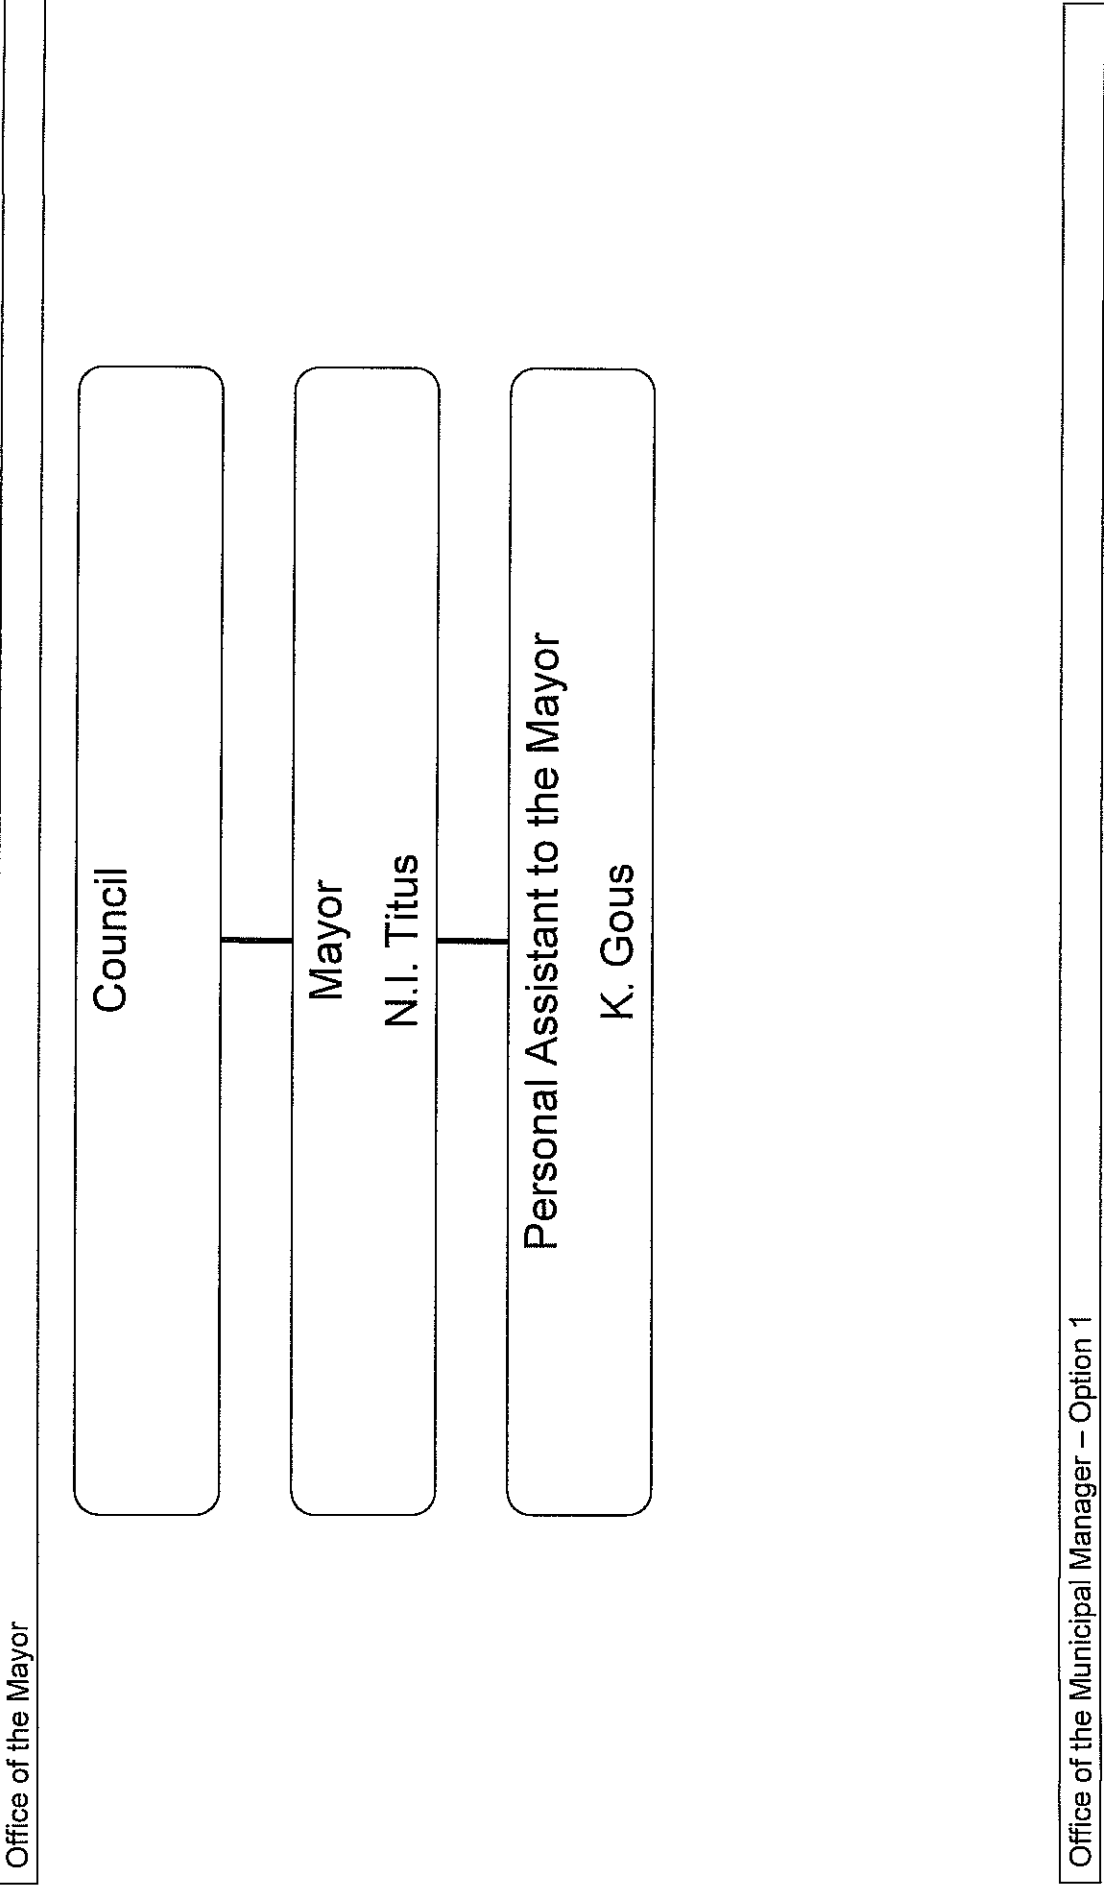 Office of the Mayor
Council
Mayor
N.I. Titus
Personal Assistant to the Mayor
K. Gous
Office of the Municipal Manager – Option 1